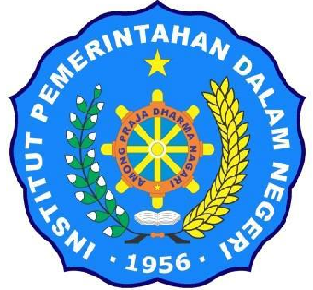 INSTITUT PEMERINTAHAN DALAM NEGERI
AMONG PRAJA DHARMA NAGARI
· 1956 ·